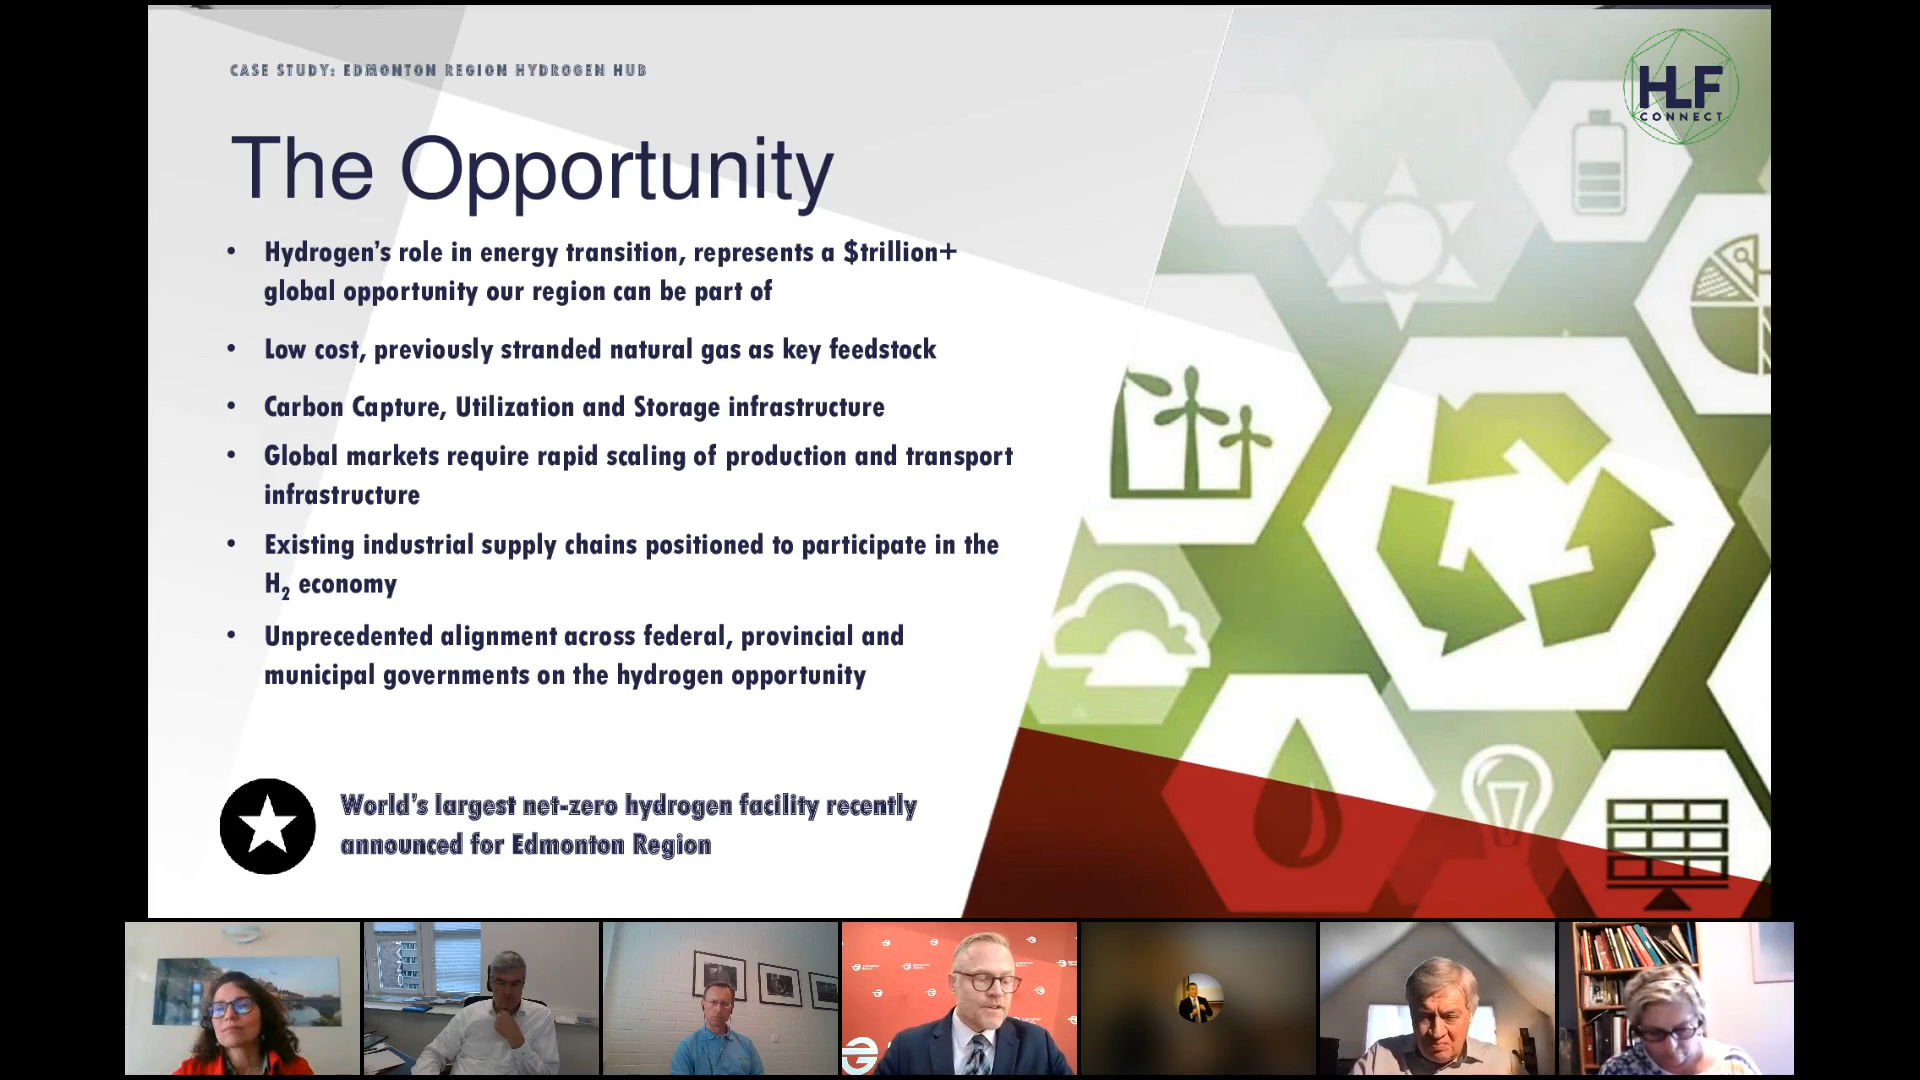 CASE STUDY: EDMONTON REGION HYDROGEN HUB
HLF
CONNECT
The Opportunity
• Hydrogen’s role in energy transition, represents a $trillion+
global opportunity our region can be part of
• Low cost, previously stranded natural gas as key feedstock
• Carbon Capture, Utilization and Storage infrastructure
• Global markets require rapid scaling of production and transport
infrastructure
• Existing industrial supply chains positioned to participate in the
H₂ economy
• Unprecedented alignment across federal, provincial and
municipal governments on the hydrogen opportunity
World’s largest net-zero hydrogen facility recently
announced for Edmonton Region